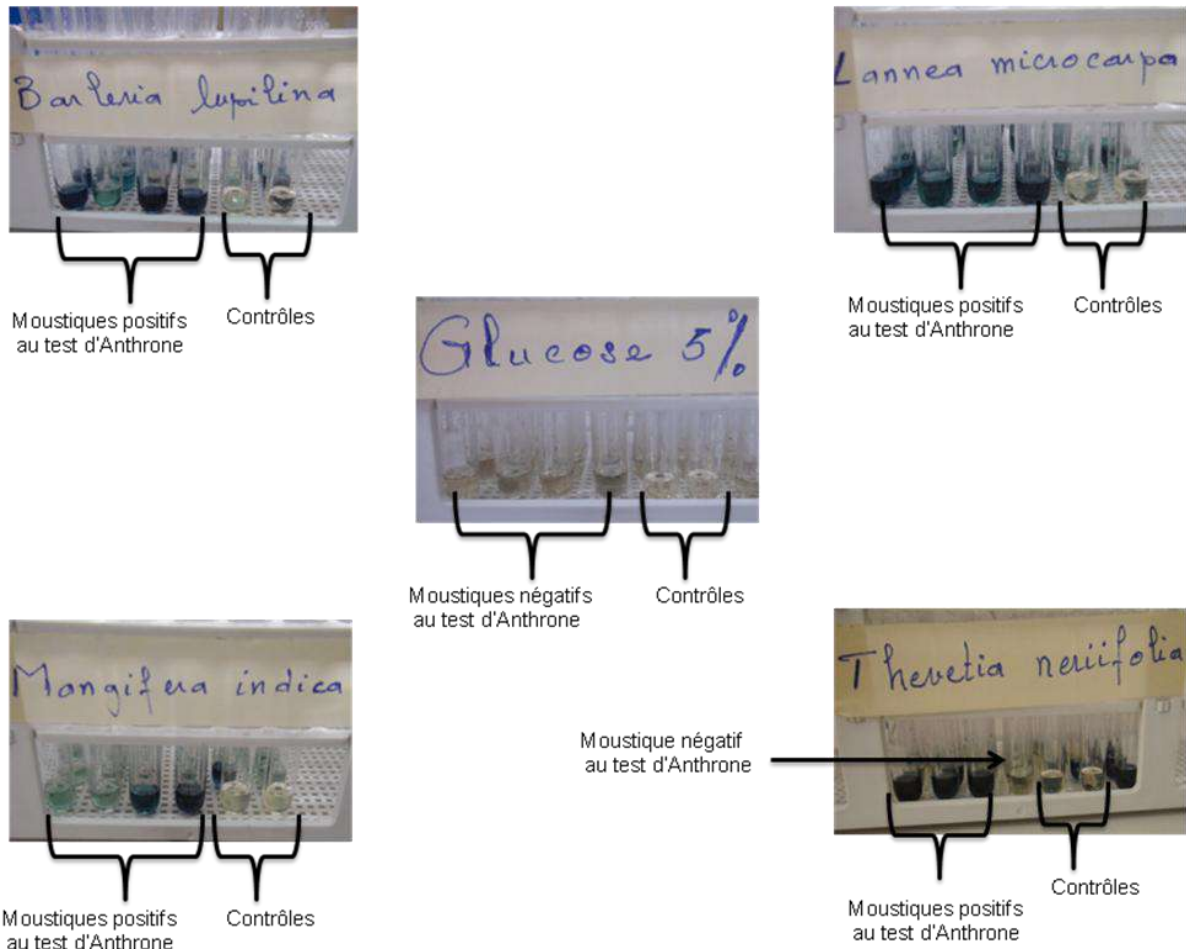 Barleria lupilina
Moustiques positifs
au test d'Anthrone
Contrôles
Lannea microcarpa
Moustiques positifs
au test d'Anthrone
Contrôles
Glucose 5%
Moustiques négatifs
au test d'Anthrone
Contrôles
Mangifera indica
Moustiques positifs
au test d'Anthrone
Contrôles
Thevetia neriifolia
Moustique négatif
au test d'Anthrone
Moustiques positifs
au test d'Anthrone
Contrôles